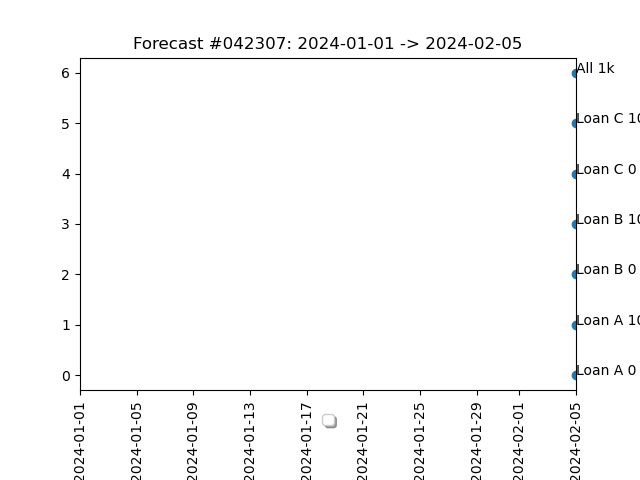 Forecast #042307: 2024-01-01 -> 2024-02-05
6
5
4
3
2
1
0
All 1k
Loan C 10
Loan C 0
Loan B 10
Loan B 0
Loan A 10
Loan A 0
2024-01-01
2024-01-05
2024-01-09
2024-01-13
2024-01-17
2024-01-21
2024-01-25
2024-01-29
2024-02-01
2024-02-05